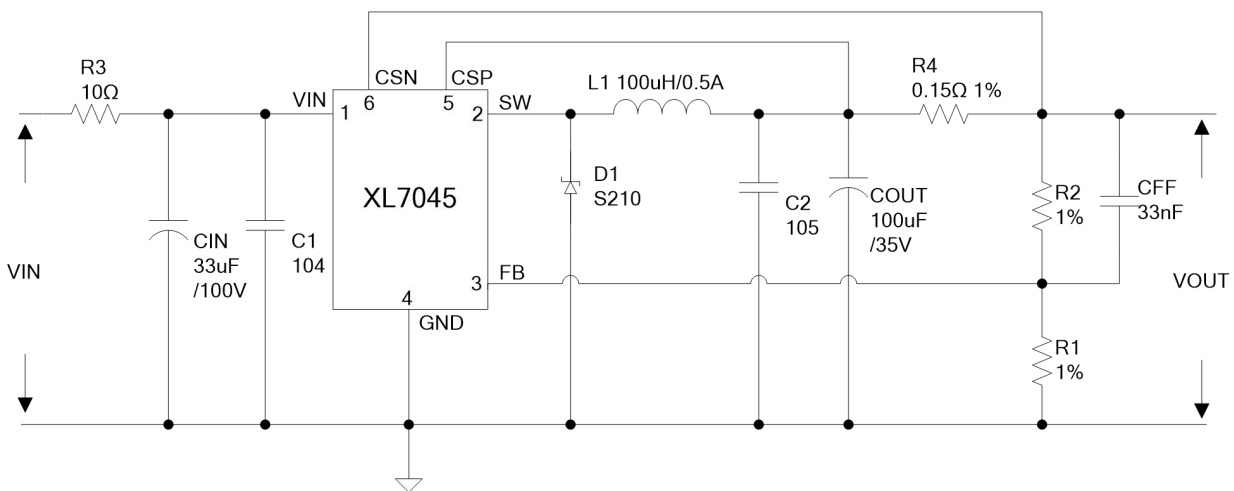 R3
10Ω
VIN
1
CSN
6
CSP
5
2
SW
L1 100uH/0.5A
R4
0.15Ω 1%
XL7045
D1
S210
C2
105
COUT
100uF
/35V
R2
1%
CFF
33nF
VIN
CIN
33uF
/100V
C1
104
3
FB
4
GND
VOUT
R1
1%